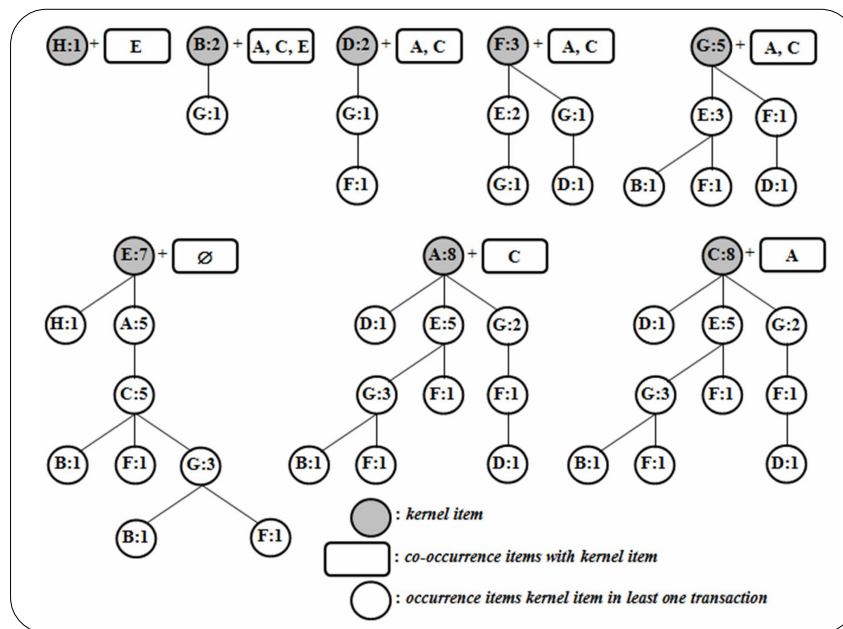 H:1 + E B:2 + A, C, E D:2 + A, C F:3 + A, C G:5 + A, C
G:1 G:1 E:2 G:1 E:3 F:1
F:1 G:1 D:1 B:1 F:1 D:1
E:7 + ∅ A:8 + C C:8 + A
H:1 A:5 D:1 E:5 G:2 D:1 E:5 G:2
C:5 G:3 F:1 F:1 G:3 F:1 F:1
B:1 F:1 G:3 B:1 F:1 D:1 B:1 F:1 D:1
B:1 F:1
: kernel item
: co-occurrence items with kernel item
: occurrence items kernel item in least one transaction